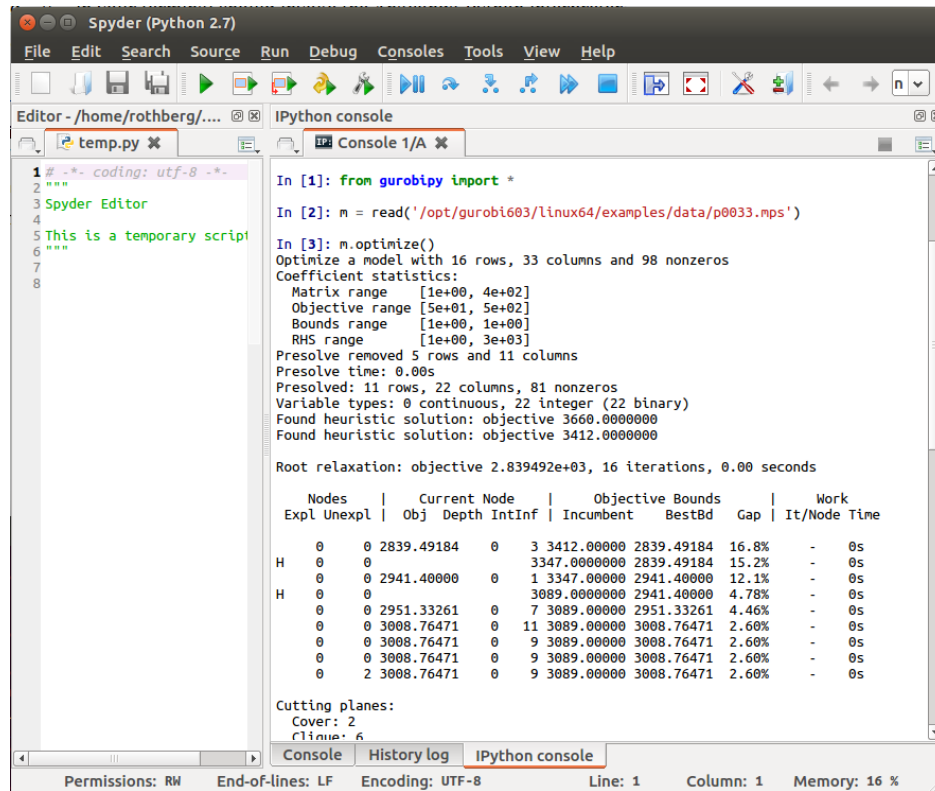 Spyder (Python 2.7)
File Edit Search Source Run Debug Consoles Tools View Help
n
Editor - /home/rothberg/....
temp.py
1 # -*- coding: utf-8 -*-
2 """
3 Spyder Editor
4
5 This is a temporary script
6 """
7
8
IPython console
Console 1/A
In [1]: from gurobipy import *
In [2]: m = read('/opt/gurobi603/linux64/examples/data/p0033.mps')
In [3]: m.optimize()
Optimize a model with 16 rows, 33 columns and 98 nonzeros
Coefficient statistics:
  Matrix range    [1e+00, 4e+02]
  Objective range [5e+01, 5e+02]
  Bounds range    [1e+00, 1e+00]
  RHS range       [1e+00, 3e+03]
Presolve removed 5 rows and 11 columns
Presolve time: 0.00s
Presolved: 11 rows, 22 columns, 81 nonzeros
Variable types: 0 continuous, 22 integer (22 binary)
Found heuristic solution: objective 3660.0000000
Found heuristic solution: objective 3412.0000000
Root relaxation: objective 2.839492e+03, 16 iterations, 0.00 seconds
    Nodes    |    Current Node    |     Objective Bounds      |     Work
 Expl Unexpl |  Obj  Depth IntInf | Incumbent    BestBd   Gap | It/Node Time
     0     0 2839.49184    0    3 3412.00000 2839.49184  16.8%     -    0s
H    0     0                    3347.0000000 2839.49184  15.2%     -    0s
     0     0 2941.40000    0    1 3347.00000 2941.40000  12.1%     -    0s
H    0     0                    3089.0000000 2941.40000  4.78%     -    0s
     0     0 2951.33261    0    7 3089.00000 2951.33261  4.46%     -    0s
     0     0 3008.76471    0   11 3089.00000 3008.76471  2.60%     -    0s
     0     0 3008.76471    0    9 3089.00000 3008.76471  2.60%     -    0s
     0     0 3008.76471    0    9 3089.00000 3008.76471  2.60%     -    0s
     0     2 3008.76471    0    9 3089.00000 3008.76471  2.60%     -    0s
Cutting planes:
  Cover: 2
  Clique: 6
Console History log IPython console
Permissions: RW End-of-lines: LF Encoding: UTF-8 Line: 1 Column: 1 Memory: 16 %